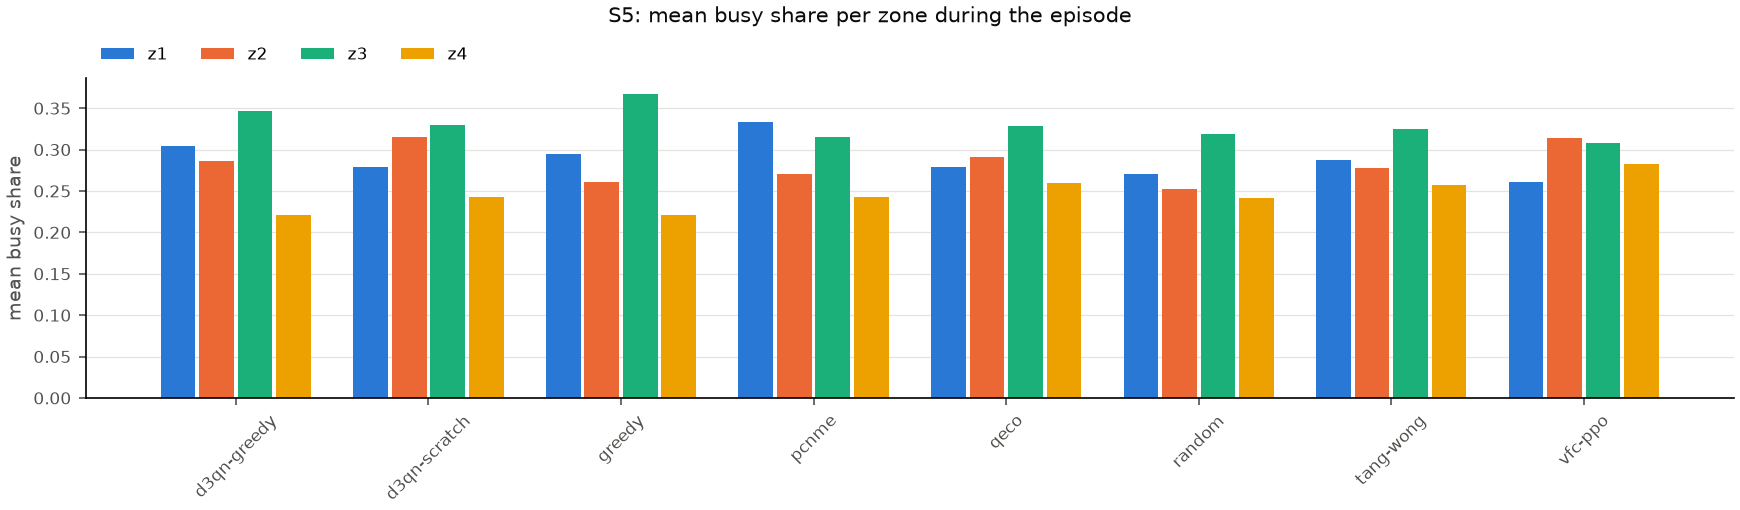 S5: mean busy share per zone during the episode
z1 z2 z3 z4
mean busy share
0.35
0.30
0.25
0.20
0.15
0.10
0.05
0.00
d3qn-greedy d3qn-scratch greedy pcnme qeco random tang-wong vfc-ppo